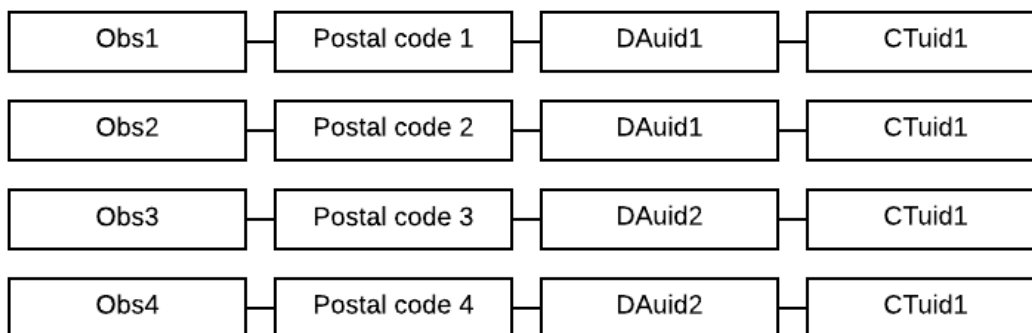 Obs1 Postal code 1 DAuid1 CTuid1
Obs2 Postal code 2 DAuid1 CTuid1
Obs3 Postal code 3 DAuid2 CTuid1
Obs4 Postal code 4 DAuid2 CTuid1